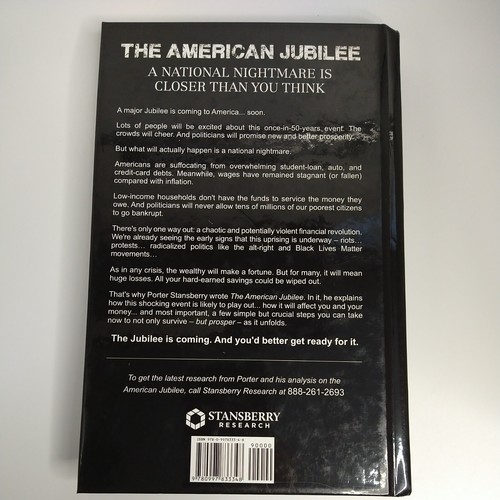 THE AMERICAN JUBILEE
A NATIONAL NIGHTMARE IS
CLOSER THAN YOU THINK
A major Jubilee is coming to America... soon.
Lots of people will be excited about this once-in-50-years event. The
crowds will cheer. And politicians will promise new and better prosperity.
But what will actually happen is a national nightmare.
Americans are suffocating from overwhelming student-loan, auto, and
credit-card debts. Meanwhile, wages have remained stagnant (or fallen)
compared with inflation.
Low-income households don't have the funds to service the money they
owe. And politicians will never allow tens of millions of our poorest citizens
to go bankrupt.
There's only one way out: a chaotic and potentially violent financial revolution.
We're already seeing the early signs that this uprising is underway – riots...
protests... radicalized politics like the alt-right and Black Lives Matter
movements...
As in any crisis, the wealthy will make a fortune. But for many, it will mean
huge losses. All your hard-earned savings could be wiped out.
That's why Porter Stansberry wrote The American Jubilee. In it, he explains
how this shocking event is likely to play out... how it will affect you and your
money... and most important, a few simple but crucial steps you can take
now to not only survive – but prosper – as it unfolds.
The Jubilee is coming. And you'd better get ready for it.
To get the latest research from Porter and his analysis on the
American Jubilee, call Stansberry Research at 888-261-2693
STANSBERRY
RESEARCH
90000